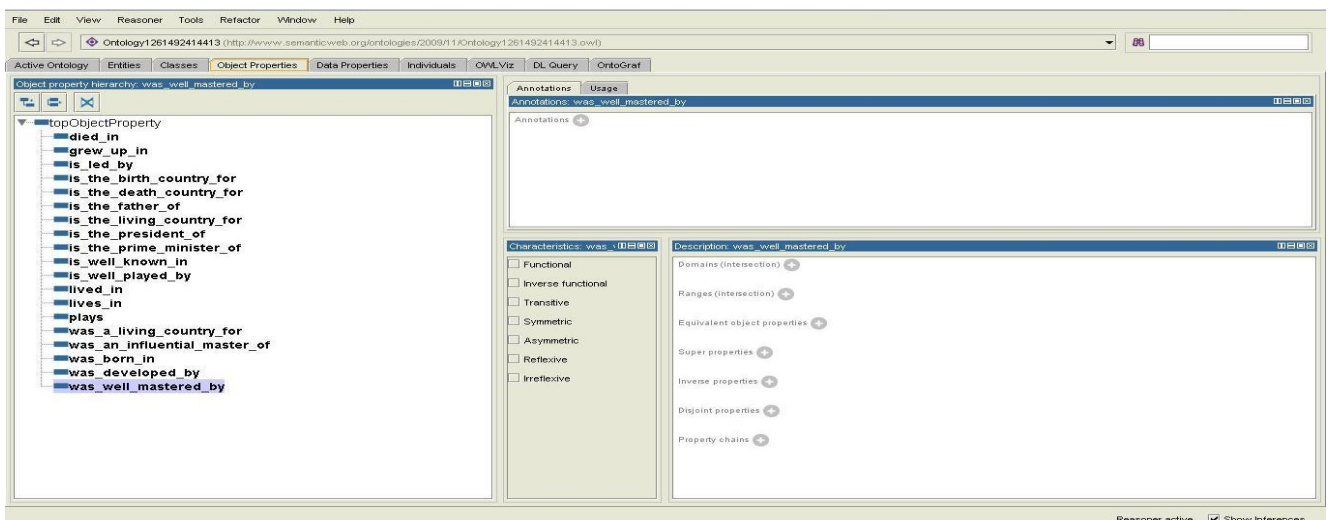 File Edit View Reasoner Tools Refactor Window Help
Ontology1261492414413 (http://www.semanticweb.org/ontologies/2009/11/Ontology1261492414413.owl)
Active Ontology Entities Classes Object Properties Data Properties Individuals OWLViz DL Query OntoGraf
Object property hierarchy: was_well_mastered_by
topObjectProperty
died_in
grew_up_in
is_led_by
is_the_birth_country_for
is_the_death_country_for
is_the_father_of
is_the_living_country_for
is_the_president_of
is_the_prime_minister_of
is_well_known_in
is_well_played_by
lived_in
lives_in
plays
was_a_living_country_for
was_an_influential_master_of
was_born_in
was_developed_by
was_well_mastered_by
Annotations Usage
Annotations: was_well_mastered_by
Annotations
Characteristics: was_
Functional
Inverse functional
Transitive
Symmetric
Asymmetric
Reflexive
Irreflexive
Description: was_well_mastered_by
Domains (intersection)
Ranges (intersection)
Equivalent object properties
Super properties
Inverse properties
Disjoint properties
Property chains
Reasoner active Show Inferences